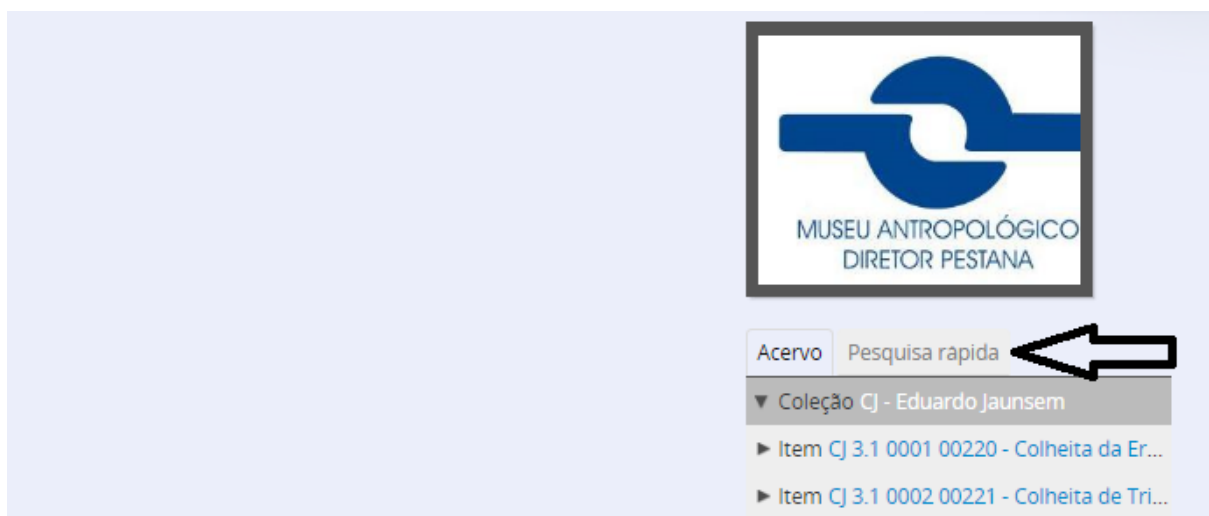 MUSEU ANTROPOLÓGICO
DIRETOR PESTANA
Acervo Pesquisa rápida
▼ Coleção CJ - Eduardo Jaunsem
► Item CJ 3.1 0001 00220 - Colheita da Er...
► Item CJ 3.1 0002 00221 - Colheita de Tri...